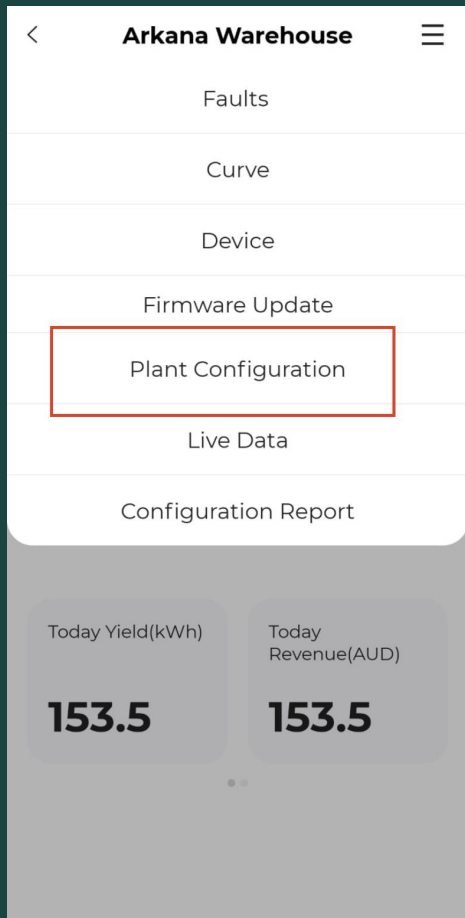 Arkana Warehouse
Faults
Curve
Device
Firmware Update
Plant Configuration
Live Data
Configuration Report
Today Yield(kWh)
153.5
Today
Revenue(AUD)
153.5